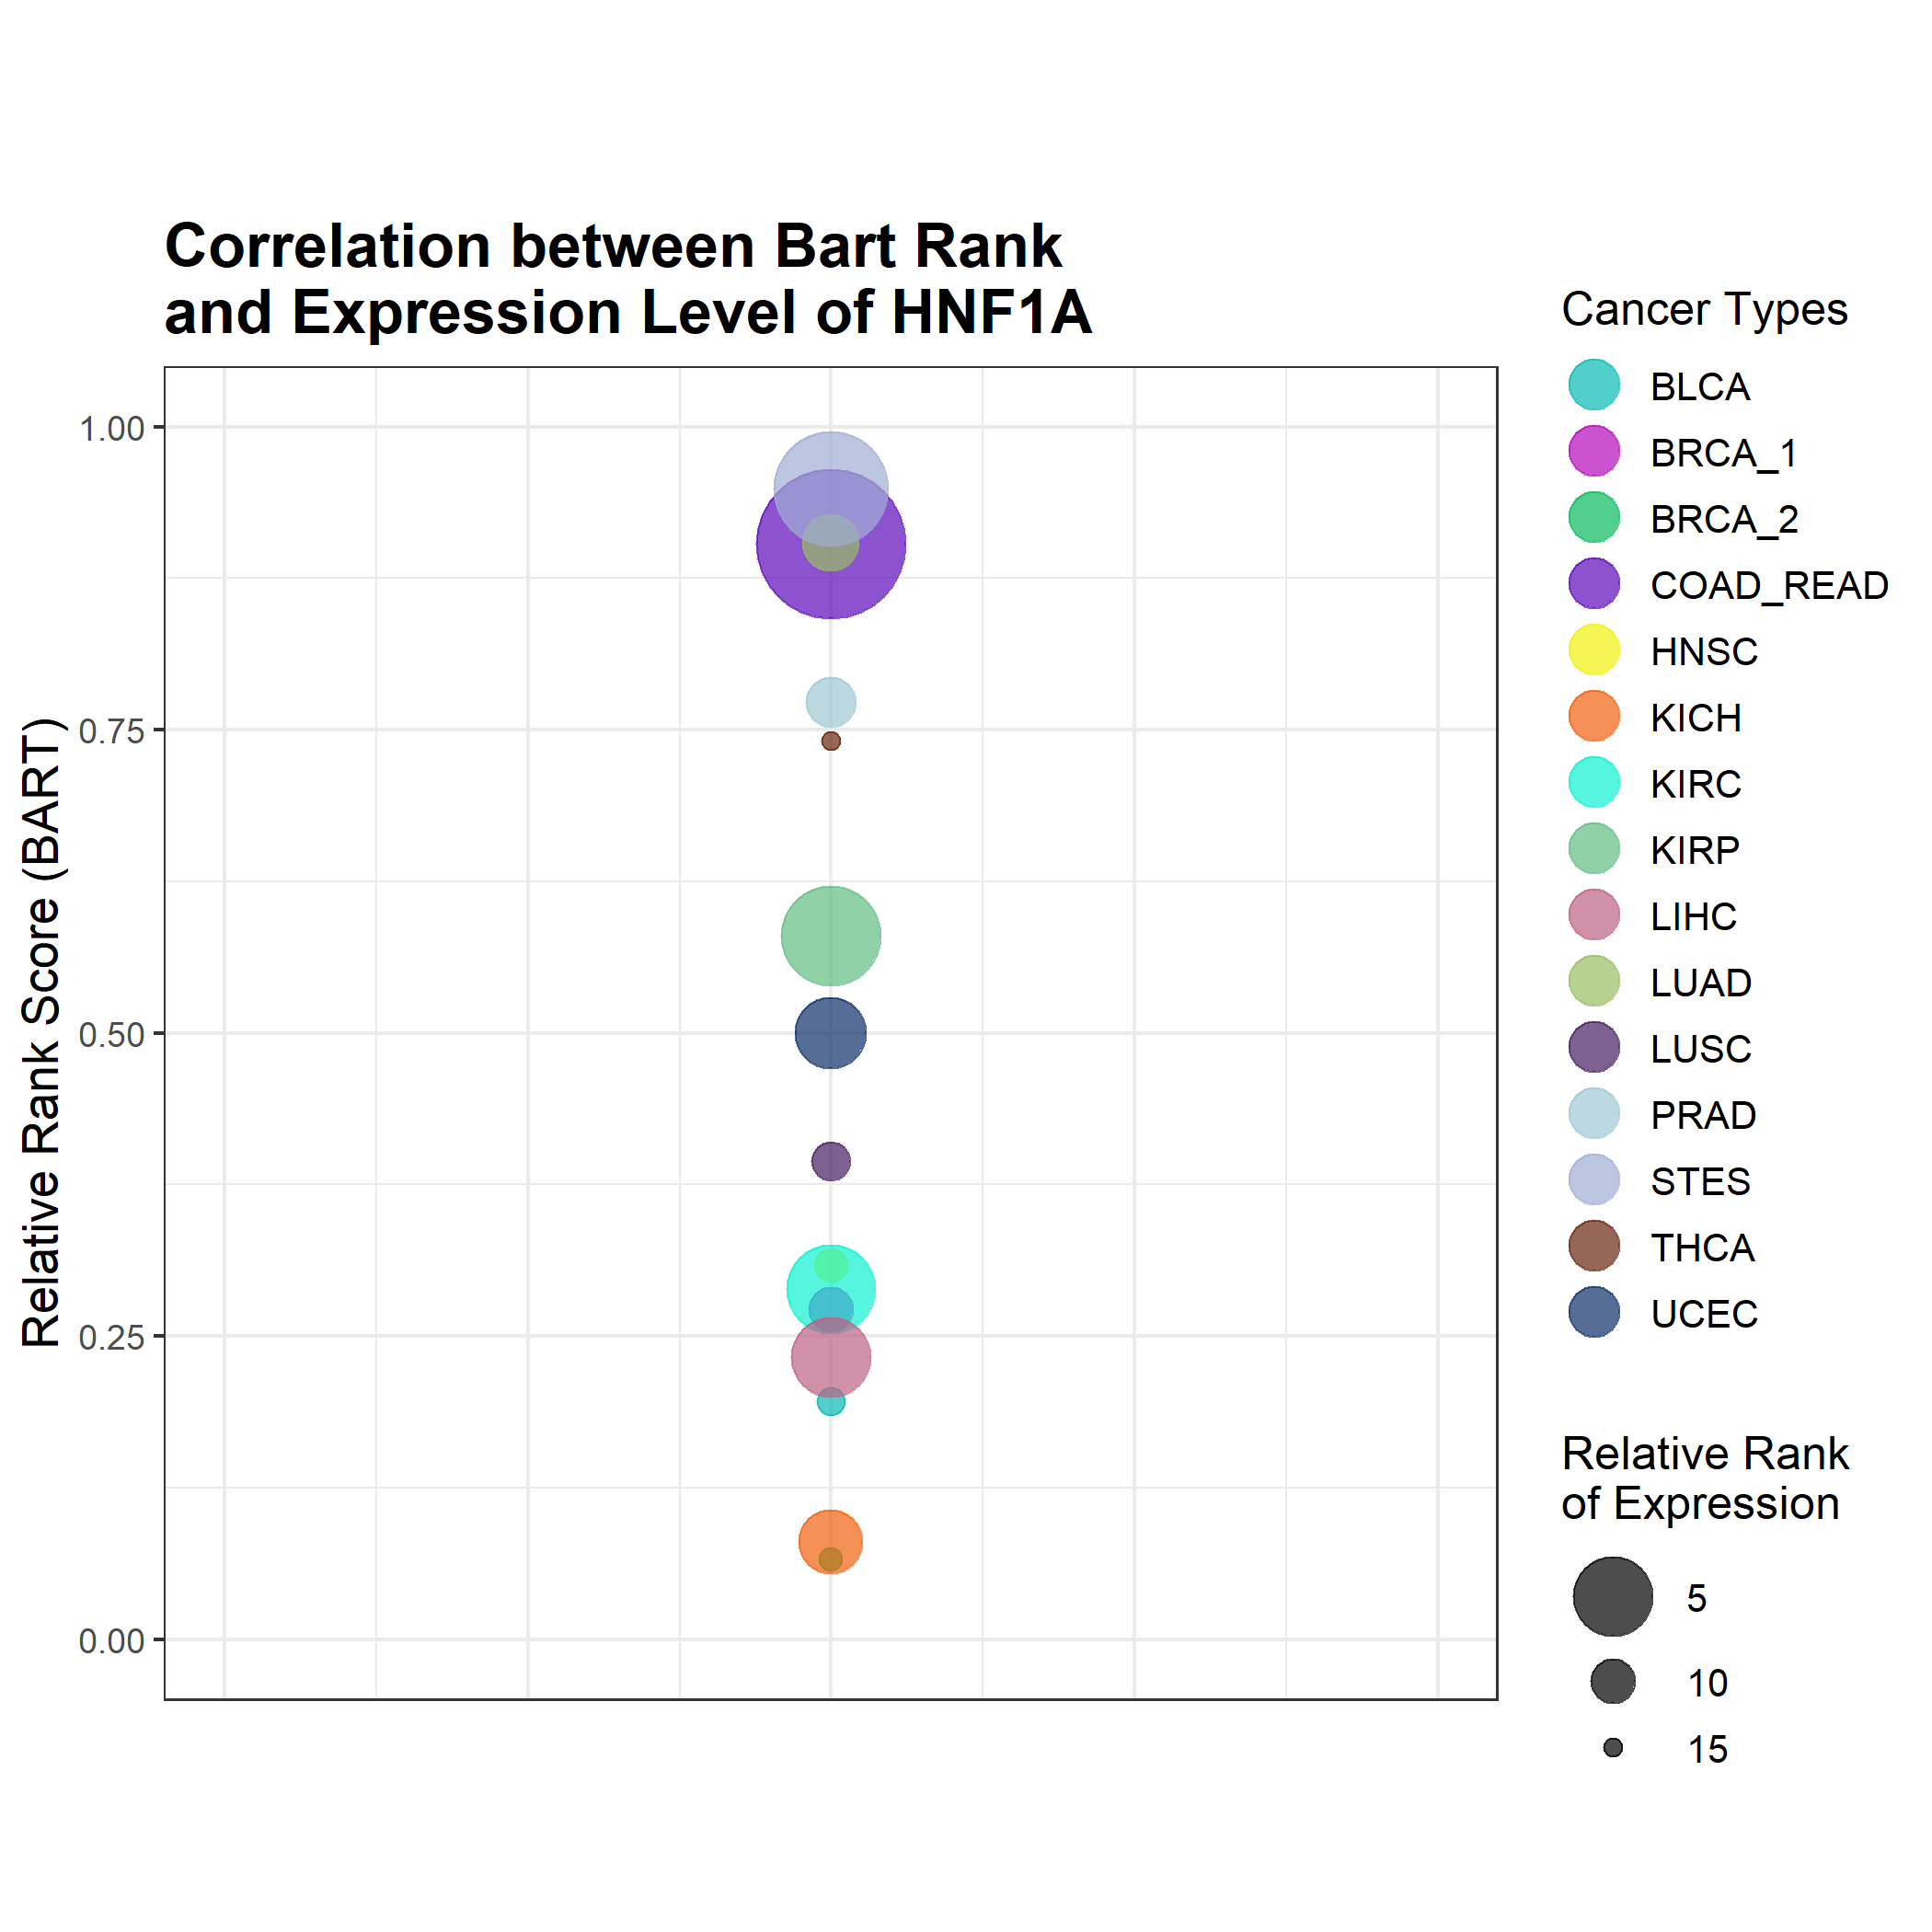 Correlation between Bart Rank
and Expression Level of HNF1A
Relative Rank Score (BART)
1.00
0.75
0.50
0.25
0.00
Cancer Types
BLCA
BRCA_1
BRCA_2
COAD_READ
HNSC
KICH
KIRC
KIRP
LIHC
LUAD
LUSC
PRAD
STES
THCA
UCEC
Relative Rank
of Expression
5
10
15